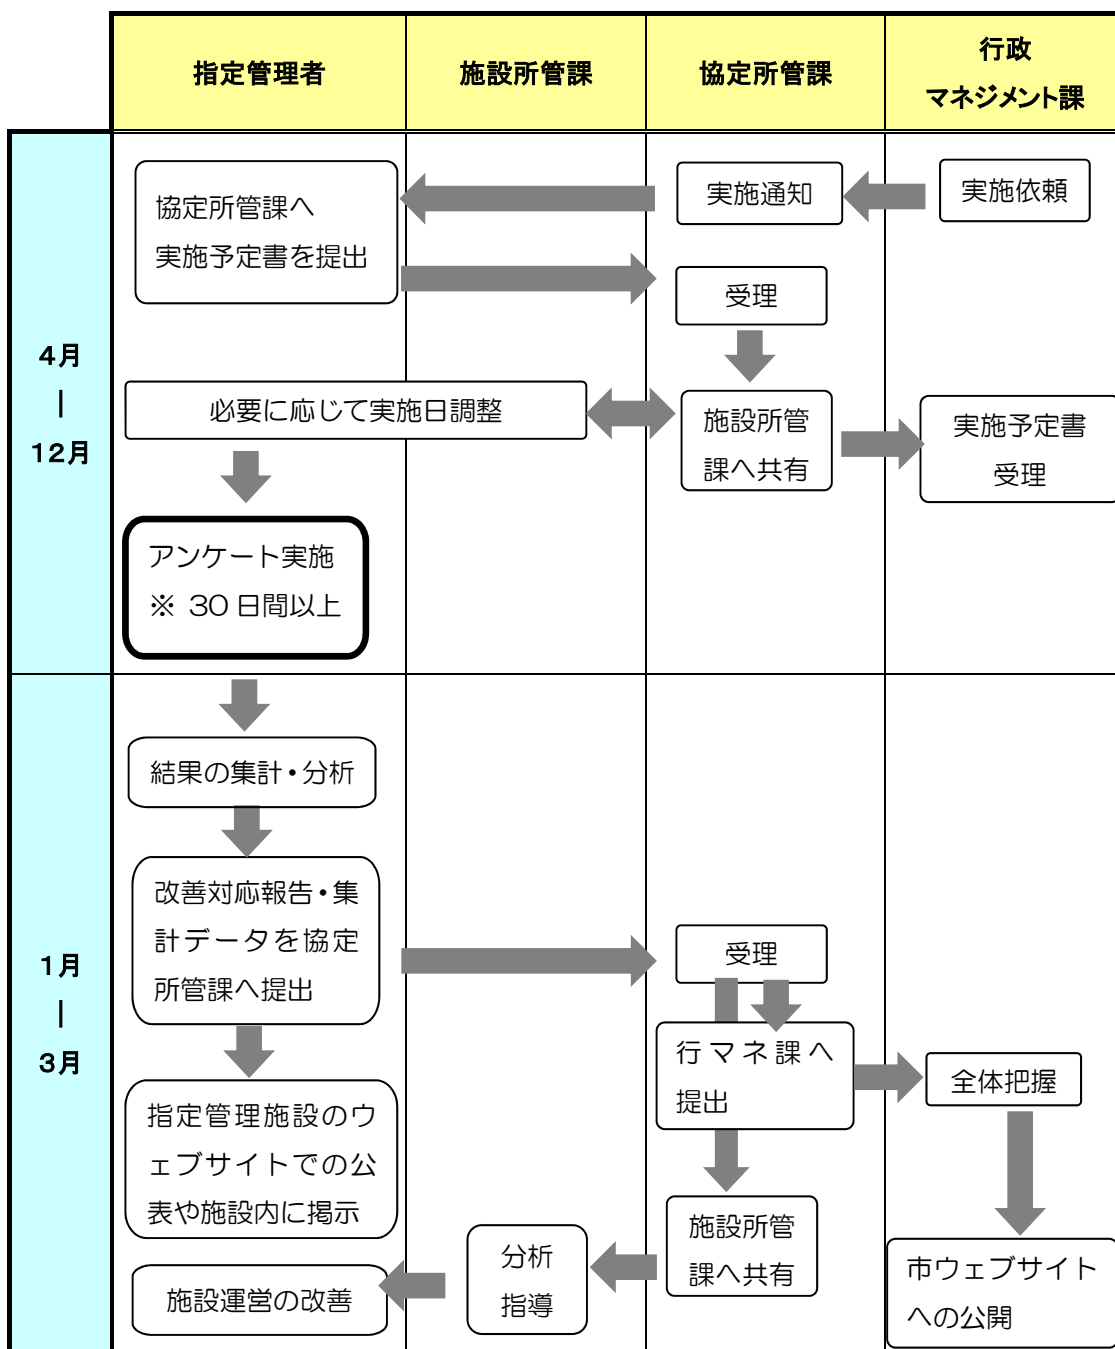 指定管理者
施設所管課
協定所管課
行政
マネジメント課
4月
|
12月
協定所管課へ
実施予定書を提出
実施通知
実施依頼
受理
必要に応じて実施日調整
施設所管
課へ共有
実施予定書
受理
アンケート実施
※ 30日間以上
1月
|
3月
結果の集計・分析
改善対応報告・集
計データを協定
所管課へ提出
受理
行マネ課へ
提出
全体把握
指定管理施設のウ
ェブサイトでの公
表や施設内に掲示
施設所管
課へ共有
分析
指導
施設運営の改善
市ウェブサイト
への公開